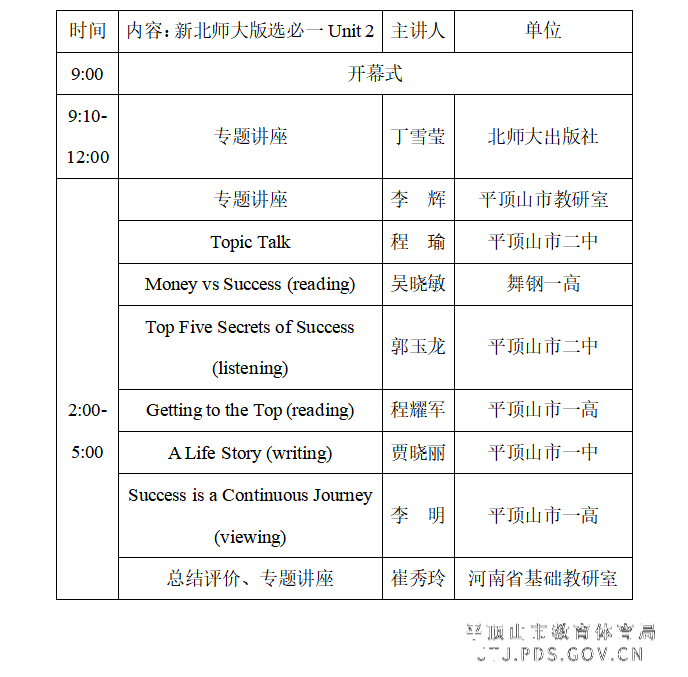 时间 内容：新北师大版选必一 Unit 2 主讲人 单位
9:00 开幕式
9:10-
12:00
专题讲座 丁雪莹 北师大出版社
2:00-
5:00
专题讲座 李　辉 平顶山市教研室
Topic Talk 程　瑜 平顶山市二中
Money vs Success (reading) 吴晓敏 舞钢一高
Top Five Secrets of Success
(listening)
郭玉龙 平顶山市二中
Getting to the Top (reading) 程耀军 平顶山市一高
A Life Story (writing) 贾晓丽 平顶山市一中
Success is a Continuous Journey
(viewing)
李　明 平顶山市一高
总结评价、专题讲座 崔秀玲 河南省基础教研室
平顶山市教育体育局
JTJ.PDS.GOV.CN